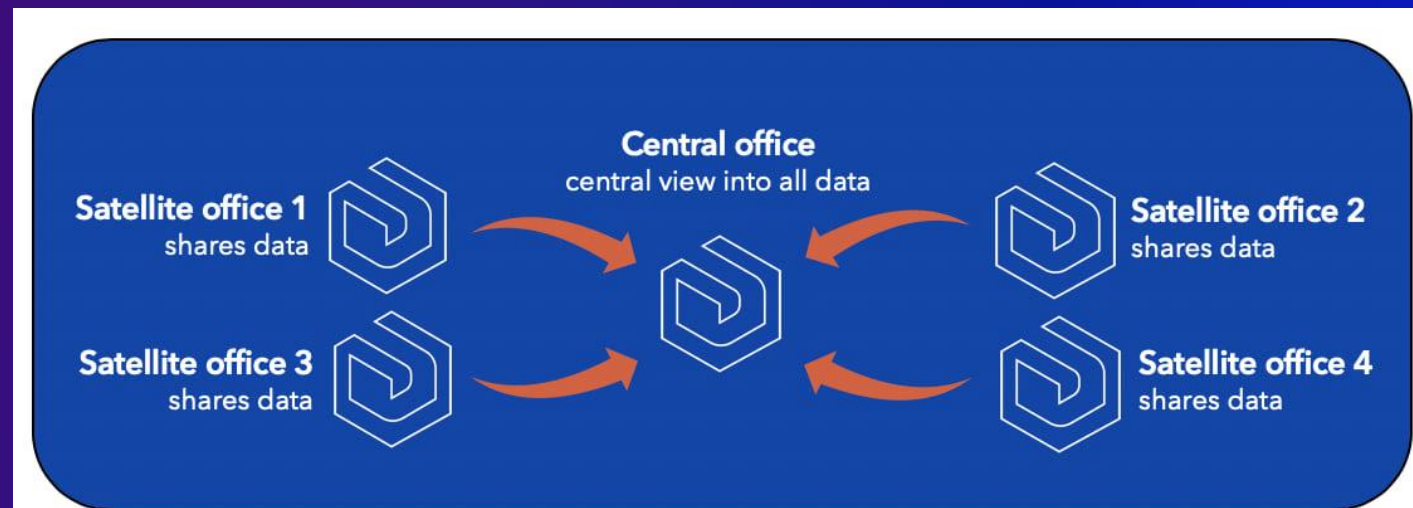 Central office
central view into all data
Satellite office 1
shares data
Satellite office 2
shares data
Satellite office 3
shares data
Satellite office 4
shares data